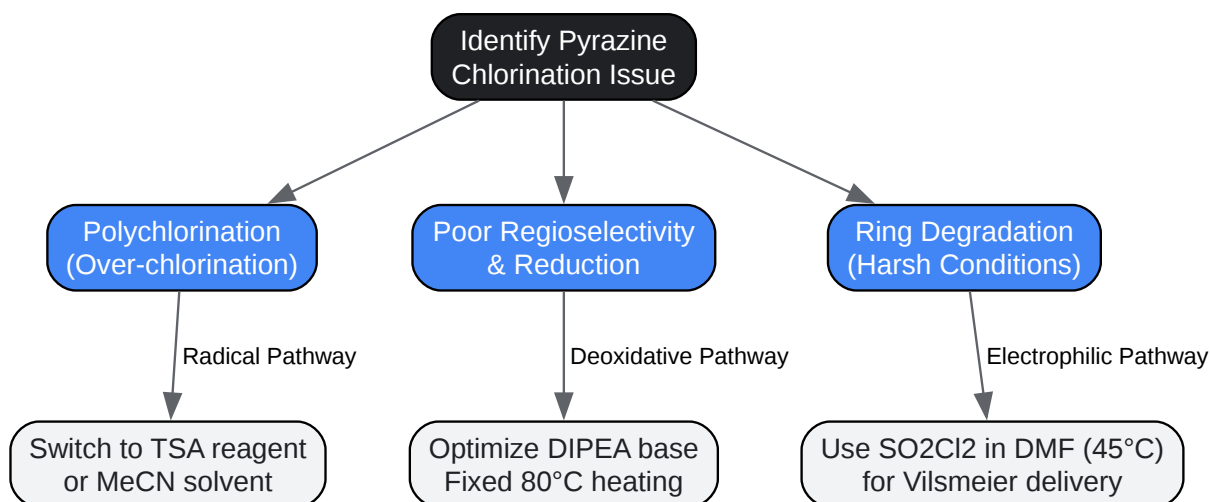 Identify Pyrazine
Chlorination Issue
Polychlorination
(Over-chlorination)
Poor Regioselectivity
& Reduction
Ring Degradation
(Harsh Conditions)
Radical Pathway
Deoxidative Pathway
Electrophilic Pathway
Switch to TSA reagent
or MeCN solvent
Optimize DIPEA base
Fixed 80°C heating
Use SO2Cl2 in DMF (45°C)
for Vilsmeier delivery